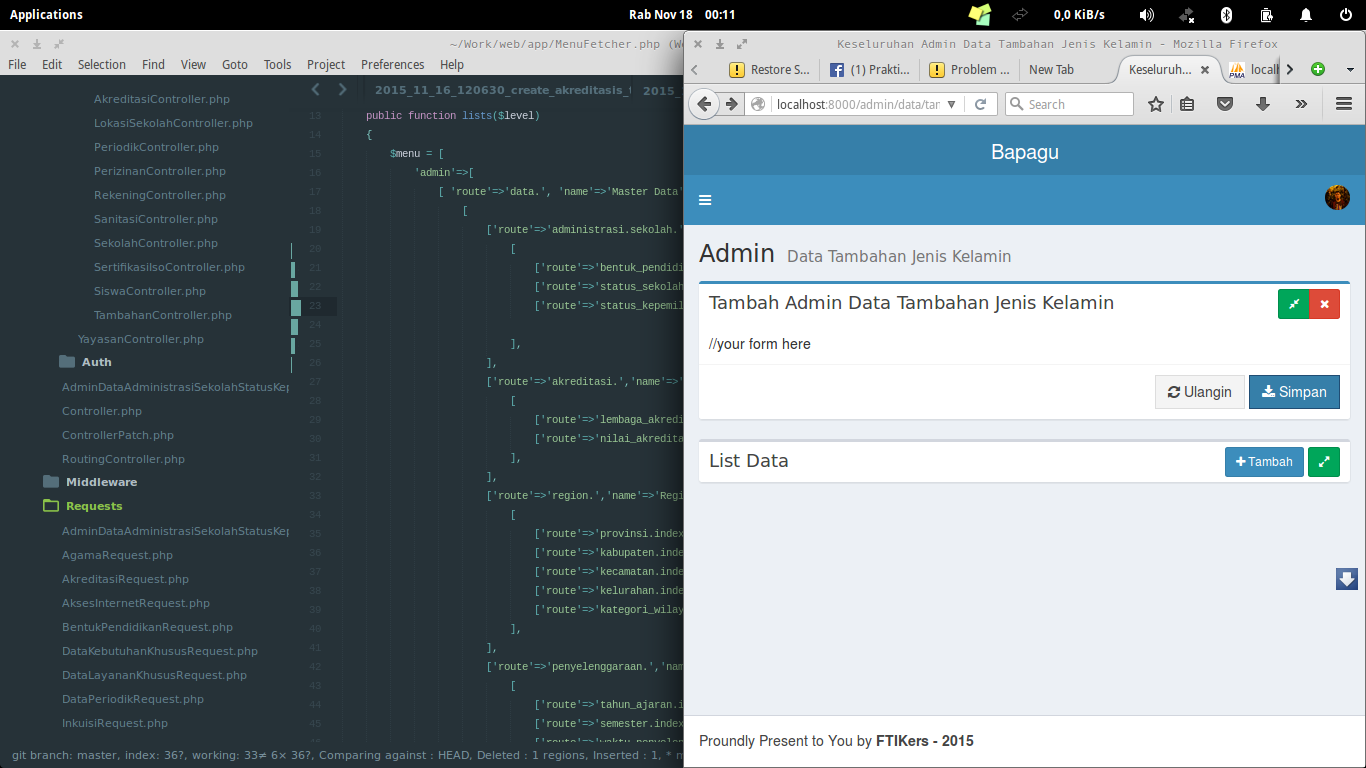 Applications
Rab Nov 18 00:11
0,0 KiB/s
~/Work/web/app/MenuFetcher.php (Wo
File Edit Selection Find View Goto Tools Project Preferences Help
AkreditasiController.php
LokasiSekolahController.php
PeriodikController.php
PerizinanController.php
RekeningController.php
SanitasiController.php
SekolahController.php
SertifikasiIsoController.php
SiswaController.php
TambahanController.php
YayasanController.php
Auth
AdminDataAdministrasiSekolahStatusKep
Controller.php
ControllerPatch.php
RoutingController.php
Middleware
Requests
AdminDataAdministrasiSekolahStatusKep
AgamaRequest.php
AkreditasiRequest.php
AksesInternetRequest.php
BentukPendidikanRequest.php
DataKebutuhanKhususRequest.php
DataLayananKhususRequest.php
DataPeriodikRequest.php
InkuisiRequest.php
2015_11_16_120630_create_akreditasis_t 2015_
13 public function lists($level)
14 {
15 $menu = [
16 'admin'=>[
17 [ 'route'=>'data.', 'name'=>'Master Data'
18 [
19 ['route'=>'administrasi.sekolah.'
20 [
21 ['route'=>'bentuk_pendidi
22 ['route'=>'status_sekolah
23 ['route'=>'status_kepemil
24
25 ],
26 ],
27 ['route'=>'akreditasi.','name'=>'
28 [
29 ['route'=>'lembaga_akredi
30 ['route'=>'nilai_akredita
31 ],
32 ],
33 ['route'=>'region.','name'=>'Regi
34 [
35 ['route'=>'provinsi.index
36 ['route'=>'kabupaten.inde
37 ['route'=>'kecamatan.inde
38 ['route'=>'kelurahan.inde
39 ['route'=>'kategori_wilay
40 ],
41 ],
42 ['route'=>'penyelenggaraan.','nam
43 [
44 ['route'=>'tahun_ajaran.i
45 ['route'=>'semester.index
git branch: master, index: 36?, working: 33≠ 6× 36?, Comparing against : HEAD, Deleted : 1 regions, Inserted : 1, * m
Keseluruhan Admin Data Tambahan Jenis Kelamin - Mozilla Firefox
Restore S... (1) Prakti... Problem ... New Tab Keseluruh... PMA locall
localhost:8000/admin/data/tar
Search
Bapagu
Admin Data Tambahan Jenis Kelamin
Tambah Admin Data Tambahan Jenis Kelamin
//your form here
Ulangin Simpan
List Data
Tambah
Proundly Present to You by FTIKers - 2015